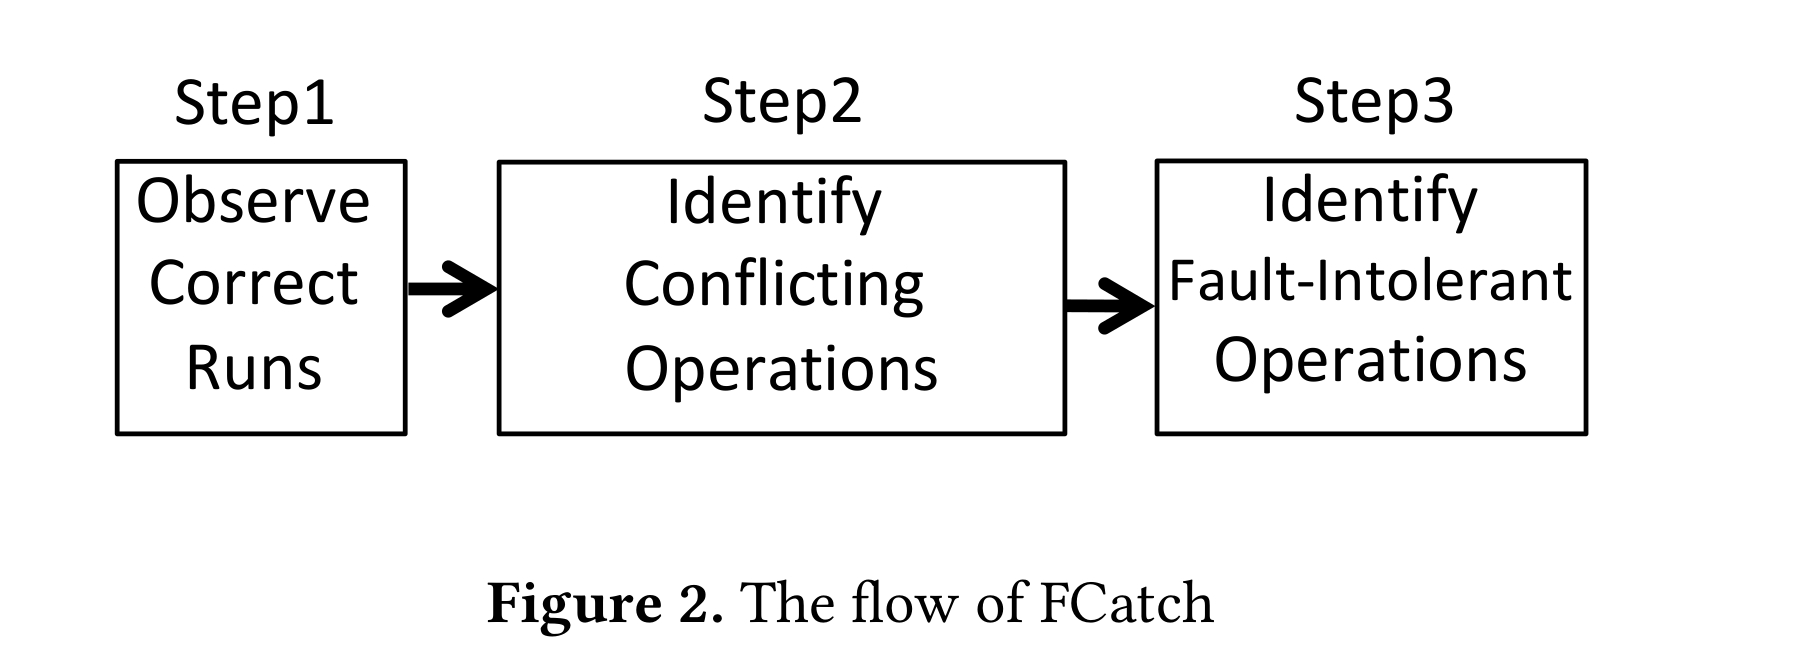 Step1
Observe
Correct
Runs
Step2
Identify
Conflicting
Operations
Step3
Identify
Fault-Intolerant
Operations
Figure 2. The flow of FCatch